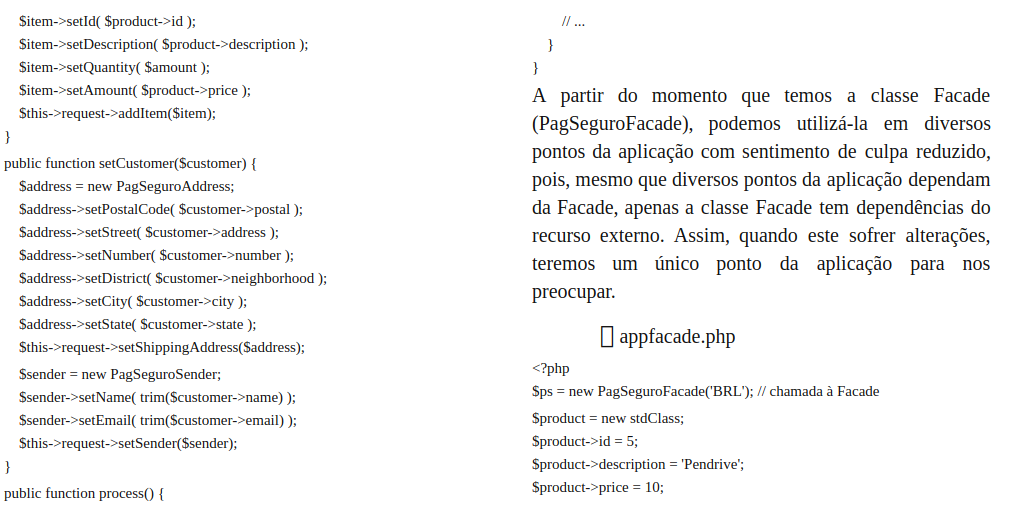 $item->setId( $product->id );
$item->setDescription( $product->description );
$item->setQuantity( $amount );
$item->setAmount( $product->price );
$this->request->addItem($item);
}
public function setCustomer($customer) {
$address = new PagSeguroAddress;
$address->setPostalCode( $customer->postal );
$address->setStreet( $customer->address );
$address->setNumber( $customer->number );
$address->setDistrict( $customer->neighborhood );
$address->setCity( $customer->city );
$address->setState( $customer->state );
$this->request->setShippingAddress($address);
$sender = new PagSeguroSender;
$sender->setName( trim($customer->name) );
$sender->setEmail( trim($customer->email) );
$this->request->setSender($sender);
}
public function process() {
// ...
}
}
A partir do momento que temos a classe Facade
(PagSeguroFacade), podemos utilizá-la em diversos
pontos da aplicação com sentimento de culpa reduzido,
pois, mesmo que diversos pontos da aplicação dependam
da Facade, apenas a classe Facade tem dependências do
recurso externo. Assim, quando este sofrer alterações,
teremos um único ponto da aplicação para nos
preocupar.
appfacade.php
<?php
$ps = new PagSeguroFacade('BRL'); // chamada à Facade
$product = new stdClass;
$product->id = 5;
$product->description = 'Pendrive';
$product->price = 10;